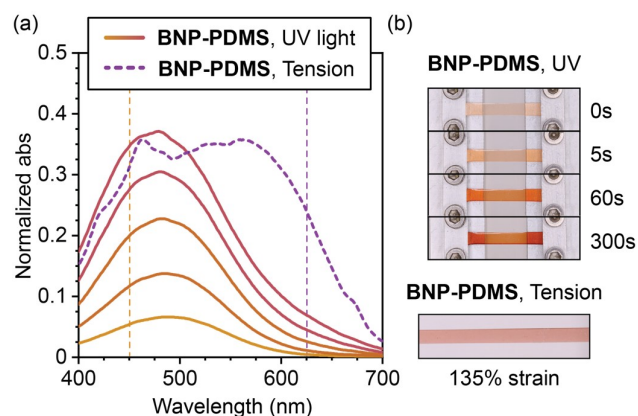 (a)
BNP-PDMS, UV light
BNP-PDMS, Tension
0.5
0.4
0.3
0.2
0.1
0
Normalized abs
400
500
600
700
Wavelength (nm)
(b)
BNP-PDMS, UV
0s
5s
60s
300s
BNP-PDMS, Tension
135% strain